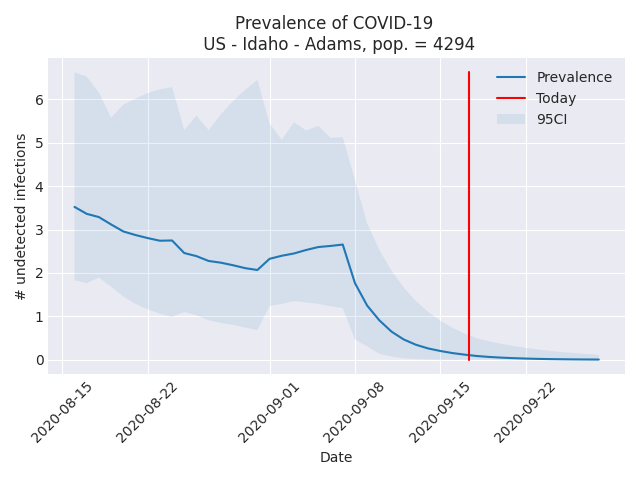 Prevalence of COVID-19
US - Idaho - Adams, pop. = 4294
Prevalence
Today
95CI
# undetected infections
6
5
4
3
2
1
0
2020-08-15
2020-08-22
2020-09-01
2020-09-08
2020-09-15
2020-09-22
Date